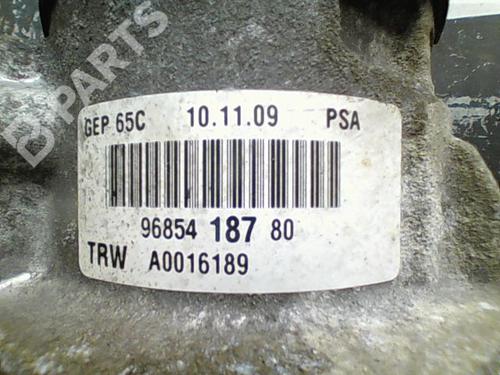 B-PARTS
GEP 65C 10.11.09 PSA
96854 187 80
TRW A0016189